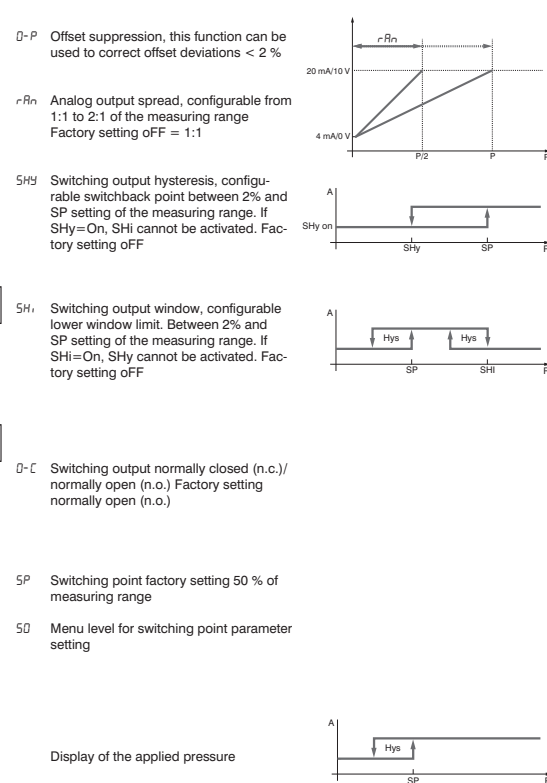 0-P Offset suppression, this function can be
used to correct offset deviations < 2 %
rAn
20 mA/10 V
4 mA/0 V
P/2
P
P
rAn Analog output spread, configurable from
1:1 to 2:1 of the measuring range
Factory setting oFF = 1:1
SHY Switching output hysteresis, configu-
rable switchback point between 2% and
SP setting of the measuring range. If
SHy=On, SHi cannot be activated. Fac-
tory setting oFF
A
SHy on
SHy
SP
P
SHi Switching output window, configurable
lower window limit. Between 2% and
SP setting of the measuring range. If
SHi=On, SHy cannot be activated. Fac-
tory setting oFF
A
Hys
Hys
SP
SHI
P
0-C Switching output normally closed (n.c.)/
normally open (n.o.) Factory setting
normally open (n.o.)
SP Switching point factory setting 50 % of
measuring range
SO Menu level for switching point parameter
setting
Display of the applied pressure
A
Hys
SP
P